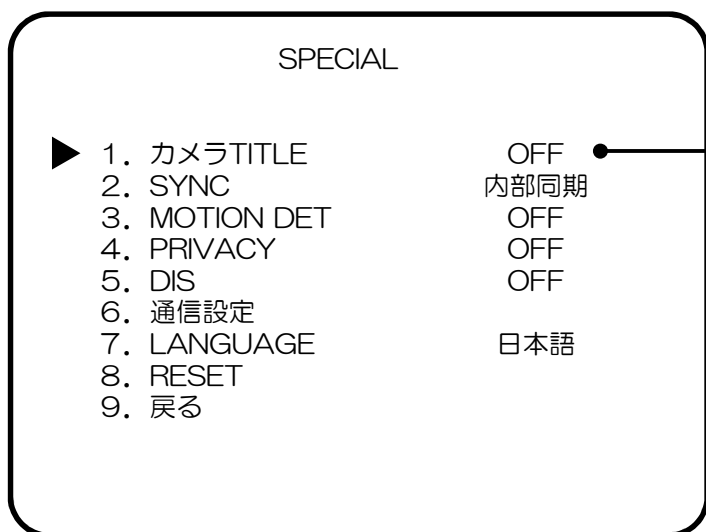 SPECIAL
1. カメラTITLE OFF
2. SYNC 内部同期
3. MOTION DET OFF
4. PRIVACY OFF
5. DIS OFF
6. 通信設定
7. LANGUAGE 日本語
8. RESET
9. 戻る